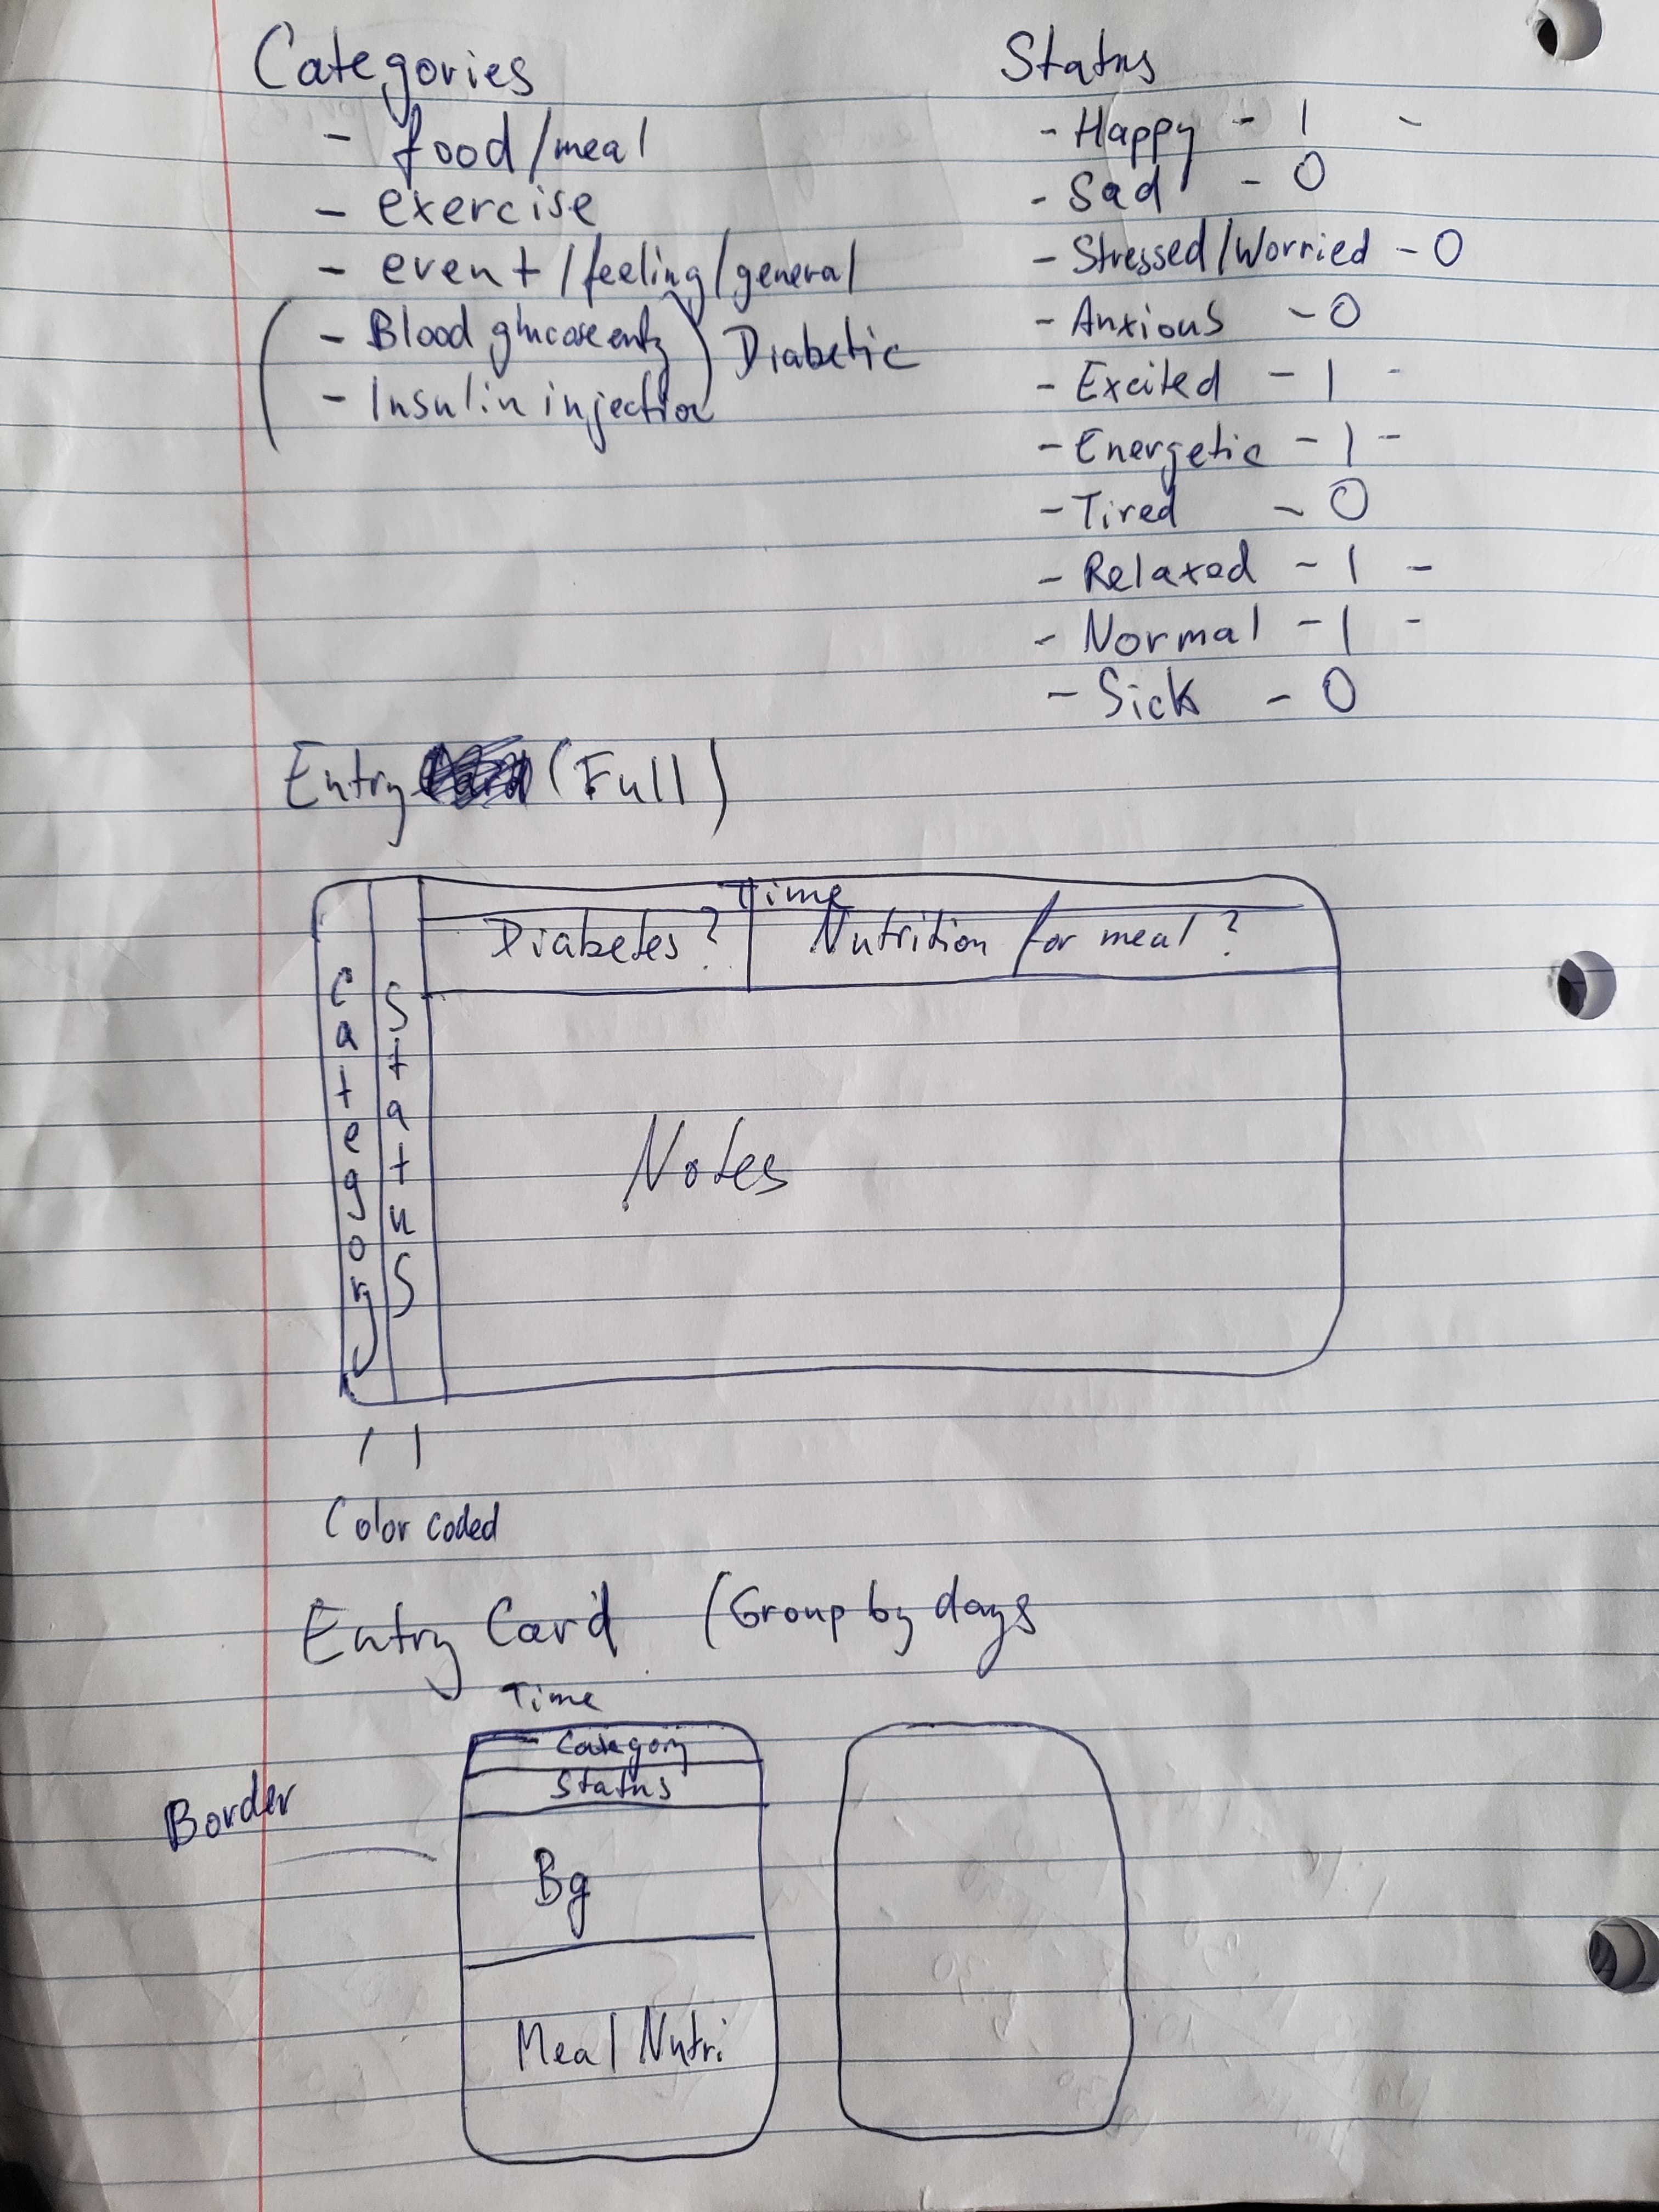 Categories
- food/meal
- exercise
- event/feeling/general
( - Blood glucose entry ) Diabetic
- Insulin injection
Status
- Happy - 1 -
- Sad - 0
- Stressed/Worried - 0
- Anxious - 0
- Excited - 1 -
- Energetic - 1 -
- Tired - 0
- Relaxed - 1 -
- Normal - 1 -
- Sick - 0
Entry (Full)
Time
Diabetes? Nutrition for meal?
Category
Status
Notes
Color coded
Entry Card (Group by days
Time
Category
Status
Border
Bg
Meal Nutri